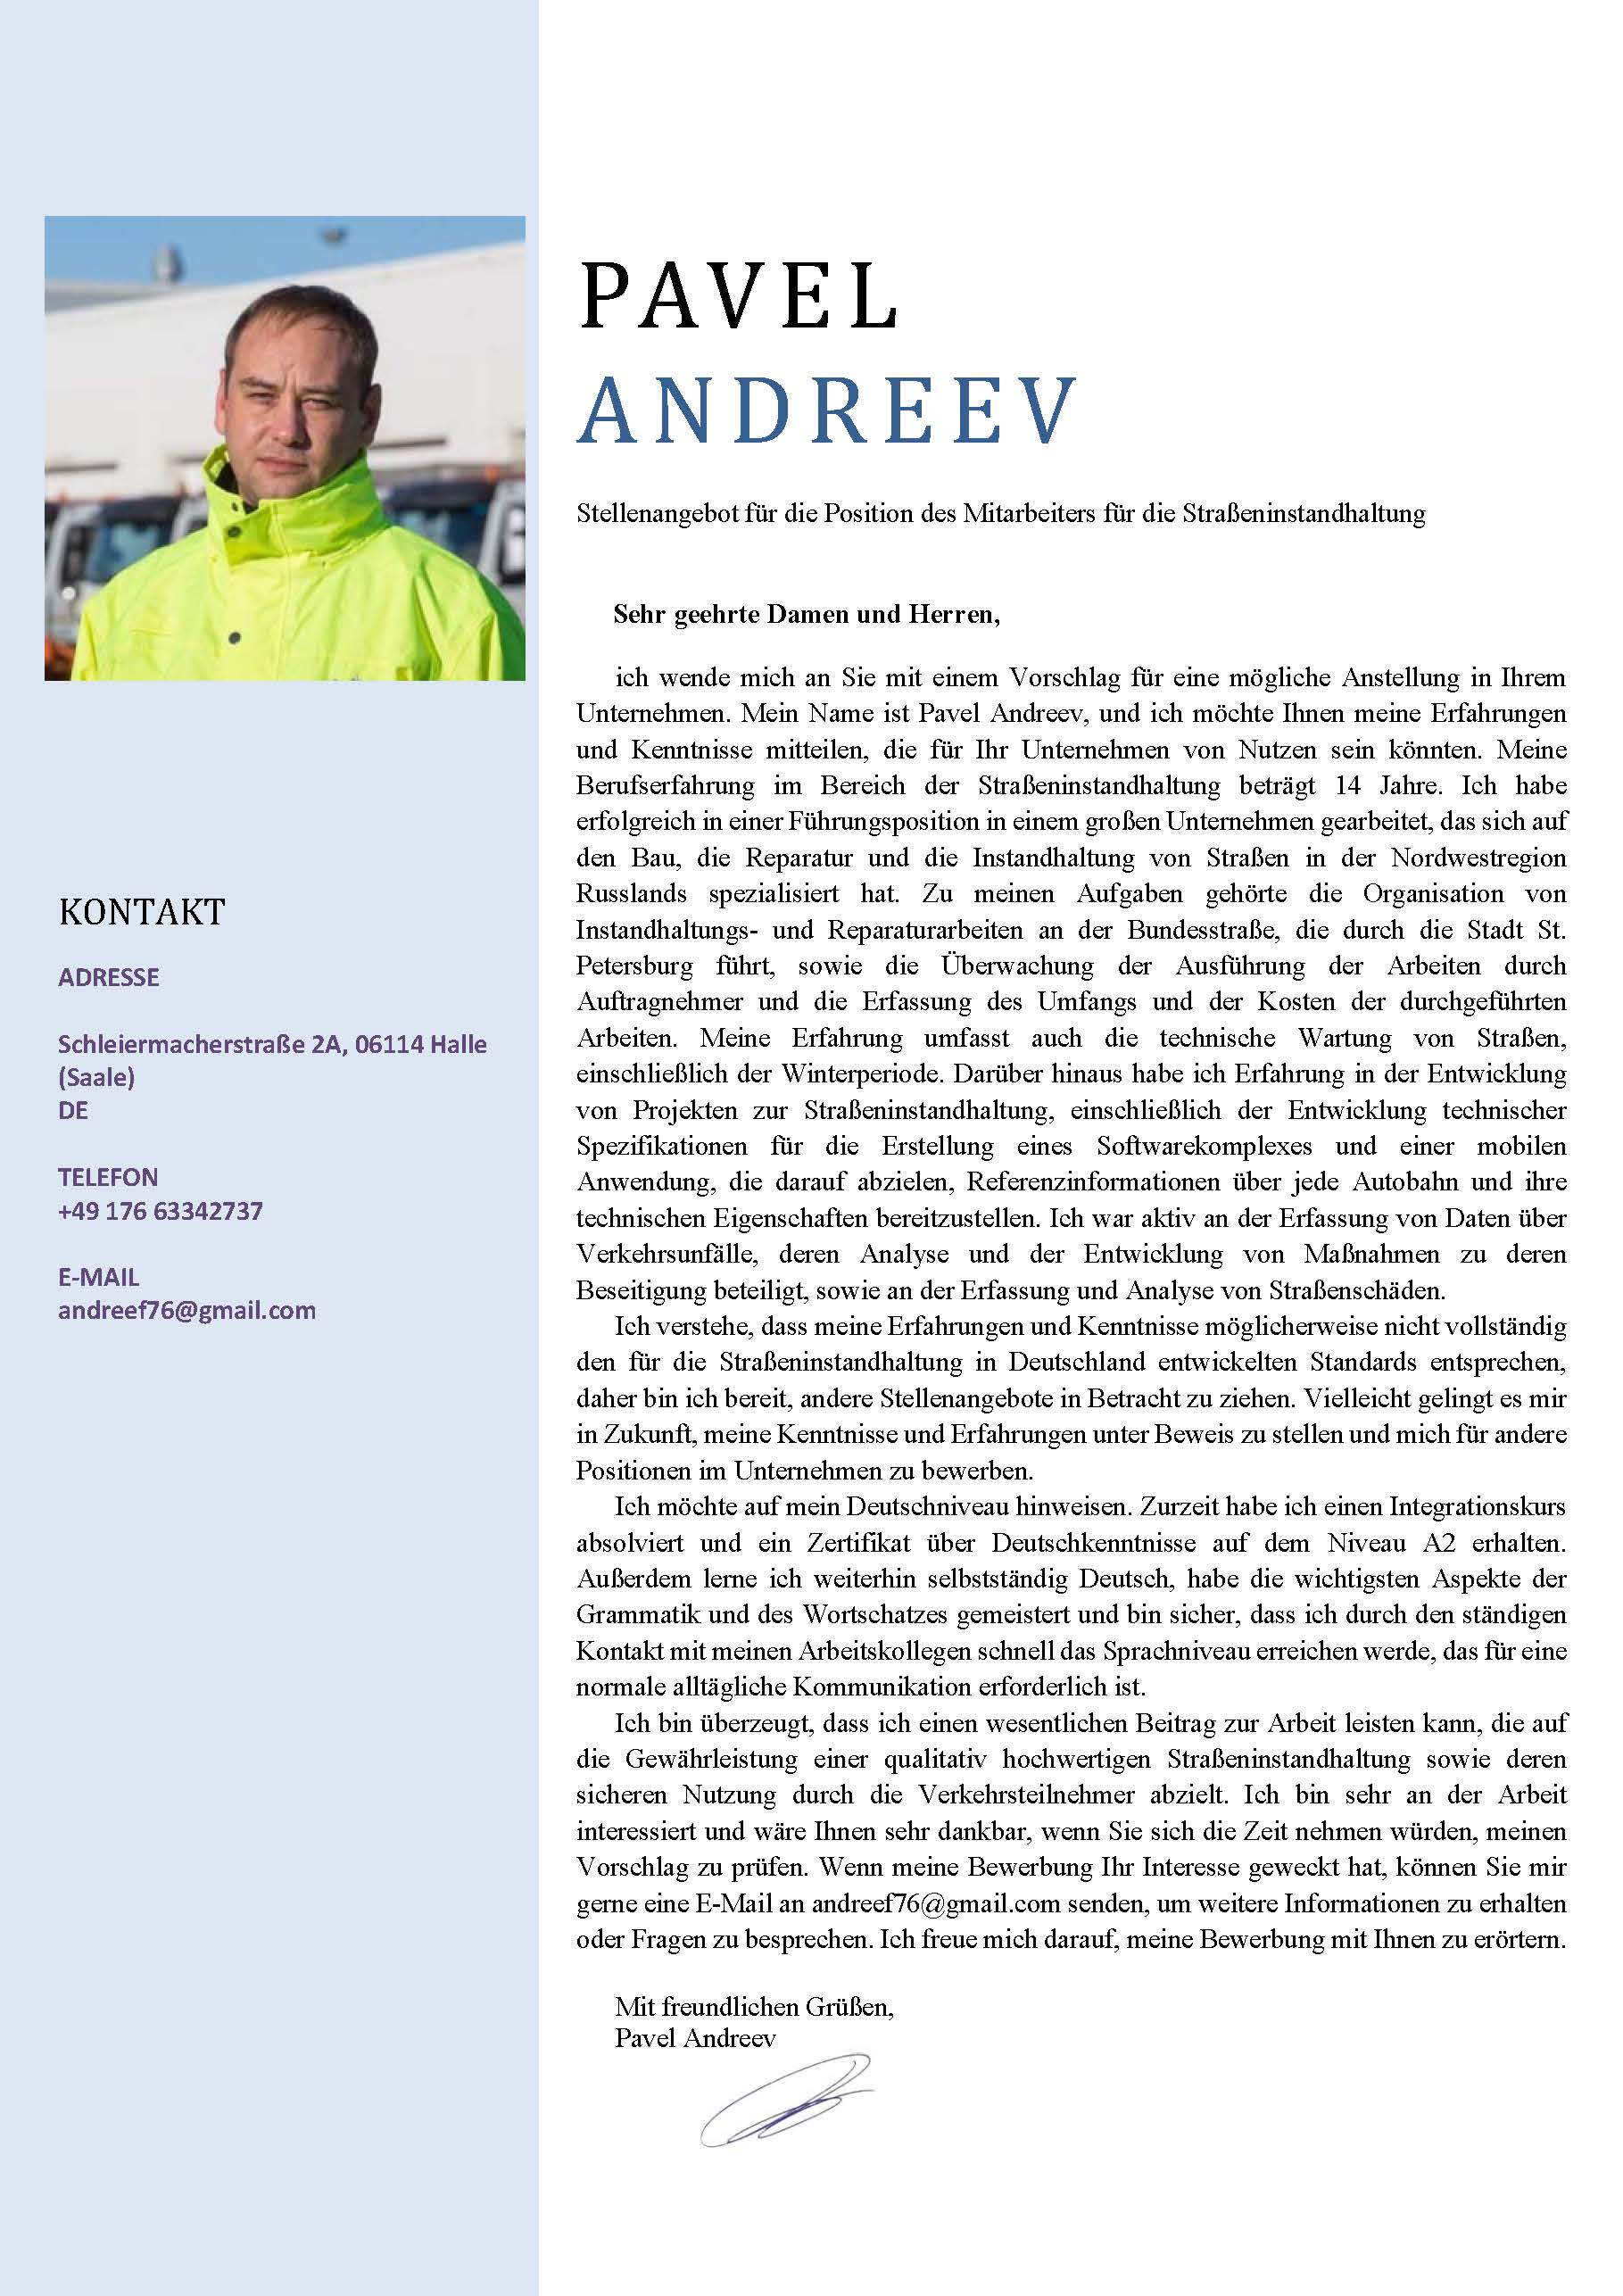 PAVEL
ANDREEV
Stellenangebot für die Position des Mitarbeiters für die Straßeninstandhaltung
Sehr geehrte Damen und Herren,
ich wende mich an Sie mit einem Vorschlag für eine mögliche Anstellung in Ihrem
Unternehmen. Mein Name ist Pavel Andreev, und ich möchte Ihnen meine Erfahrungen
und Kenntnisse mitteilen, die für Ihr Unternehmen von Nutzen sein könnten. Meine
Berufserfahrung im Bereich der Straßeninstandhaltung beträgt 14 Jahre. Ich habe
erfolgreich in einer Führungsposition in einem großen Unternehmen gearbeitet, das sich auf
den Bau, die Reparatur und die Instandhaltung von Straßen in der Nordwestregion
Russlands spezialisiert hat. Zu meinen Aufgaben gehörte die Organisation von
Instandhaltungs- und Reparaturarbeiten an der Bundesstraße, die durch die Stadt St.
Petersburg führt, sowie die Überwachung der Ausführung der Arbeiten durch
Auftragnehmer und die Erfassung des Umfangs und der Kosten der durchgeführten
Arbeiten. Meine Erfahrung umfasst auch die technische Wartung von Straßen,
einschließlich der Winterperiode. Darüber hinaus habe ich Erfahrung in der Entwicklung
von Projekten zur Straßeninstandhaltung, einschließlich der Entwicklung technischer
Spezifikationen für die Erstellung eines Softwarekomplexes und einer mobilen
Anwendung, die darauf abzielen, Referenzinformationen über jede Autobahn und ihre
technischen Eigenschaften bereitzustellen. Ich war aktiv an der Erfassung von Daten über
Verkehrsunfälle, deren Analyse und der Entwicklung von Maßnahmen zu deren
Beseitigung beteiligt, sowie an der Erfassung und Analyse von Straßenschäden.
Ich verstehe, dass meine Erfahrungen und Kenntnisse möglicherweise nicht vollständig
den für die Straßeninstandhaltung in Deutschland entwickelten Standards entsprechen,
daher bin ich bereit, andere Stellenangebote in Betracht zu ziehen. Vielleicht gelingt es mir
in Zukunft, meine Kenntnisse und Erfahrungen unter Beweis zu stellen und mich für andere
Positionen im Unternehmen zu bewerben.
Ich möchte auf mein Deutschniveau hinweisen. Zurzeit habe ich einen Integrationskurs
absolviert und ein Zertifikat über Deutschkenntnisse auf dem Niveau A2 erhalten.
Außerdem lerne ich weiterhin selbstständig Deutsch, habe die wichtigsten Aspekte der
Grammatik und des Wortschatzes gemeistert und bin sicher, dass ich durch den ständigen
Kontakt mit meinen Arbeitskollegen schnell das Sprachniveau erreichen werde, das für eine
normale alltägliche Kommunikation erforderlich ist.
Ich bin überzeugt, dass ich einen wesentlichen Beitrag zur Arbeit leisten kann, die auf
die Gewährleistung einer qualitativ hochwertigen Straßeninstandhaltung sowie deren
sicheren Nutzung durch die Verkehrsteilnehmer abzielt. Ich bin sehr an der Arbeit
interessiert und wäre Ihnen sehr dankbar, wenn Sie sich die Zeit nehmen würden, meinen
Vorschlag zu prüfen. Wenn meine Bewerbung Ihr Interesse geweckt hat, können Sie mir
gerne eine E-Mail an andreef76@gmail.com senden, um weitere Informationen zu erhalten
oder Fragen zu besprechen. Ich freue mich darauf, meine Bewerbung mit Ihnen zu erörtern.
Mit freundlichen Grüßen,
Pavel Andreev
KONTAKT
ADRESSE
Schleiermacherstraße 2A, 06114 Halle
(Saale)
DE
TELEFON
+49 176 63342737
E-MAIL
andreef76@gmail.com